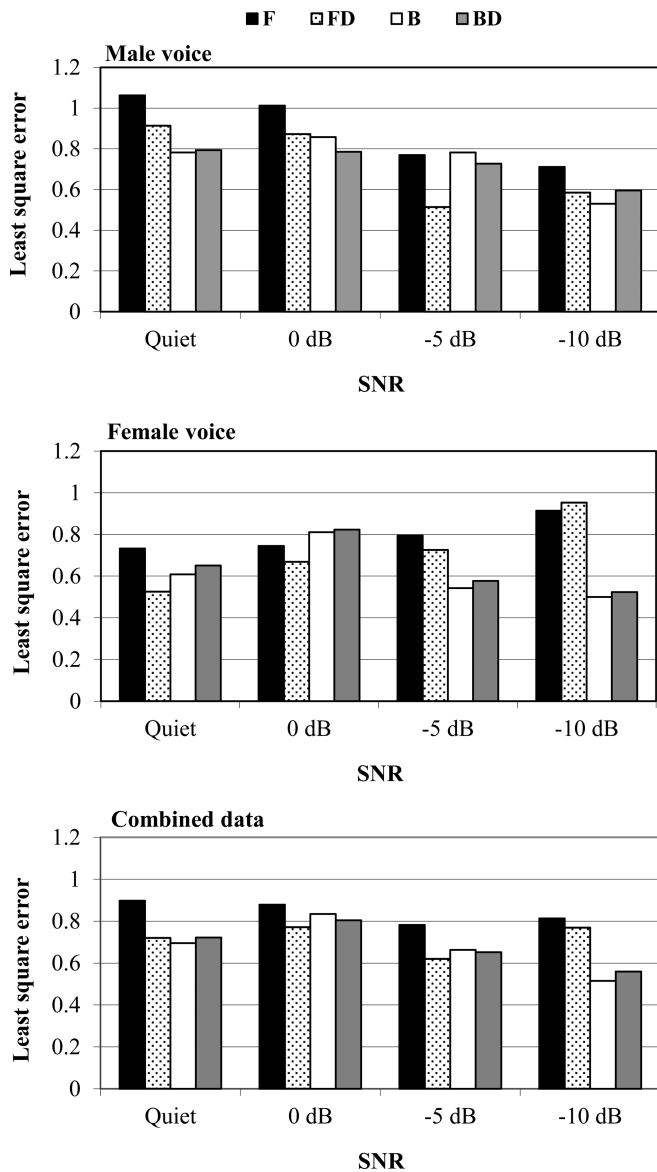 F FD B BD
Male voice
Least square error
1.2
1
0.8
0.6
0.4
0.2
0
Quiet 0 dB -5 dB -10 dB
SNR
Female voice
Least square error
1.2
1
0.8
0.6
0.4
0.2
0
Quiet 0 dB -5 dB -10 dB
SNR
Combined data
Least square error
1.2
1
0.8
0.6
0.4
0.2
0
Quiet 0 dB -5 dB -10 dB
SNR